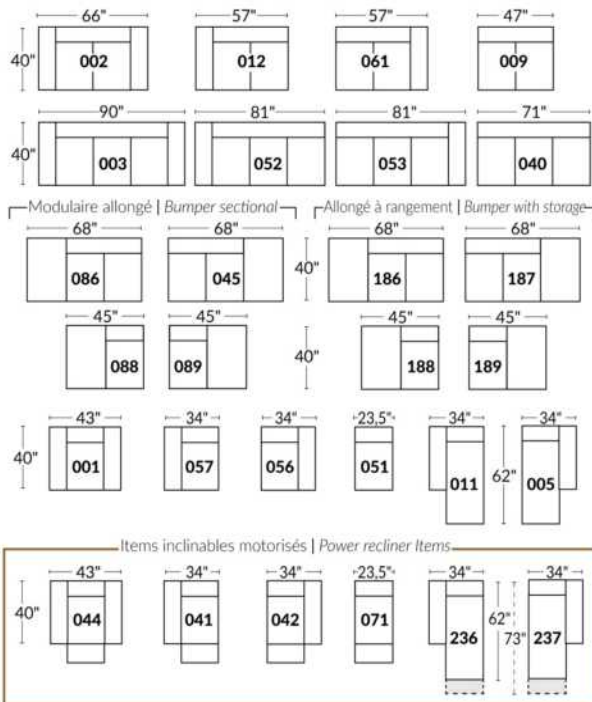 66" 57" 57" 47"
40" 002 012 061 009
90" 81" 81" 71"
40" 003 052 053 040
Modulaire allongé | Bumper sectional Allongé à rangement | Bumper with storage
68" 68" 68" 68"
086 045 40" 186 187
45" 45" 45" 45"
088 089 40" 188 189
43" 34" 34" 23,5" 34" 34"
40" 001 057 056 051 011 62" 005
Items inclinables motorisés | Power recliner Items
43" 34" 34" 23,5" 34" 34"
40" 044 041 042 071 236 62" 73" 237